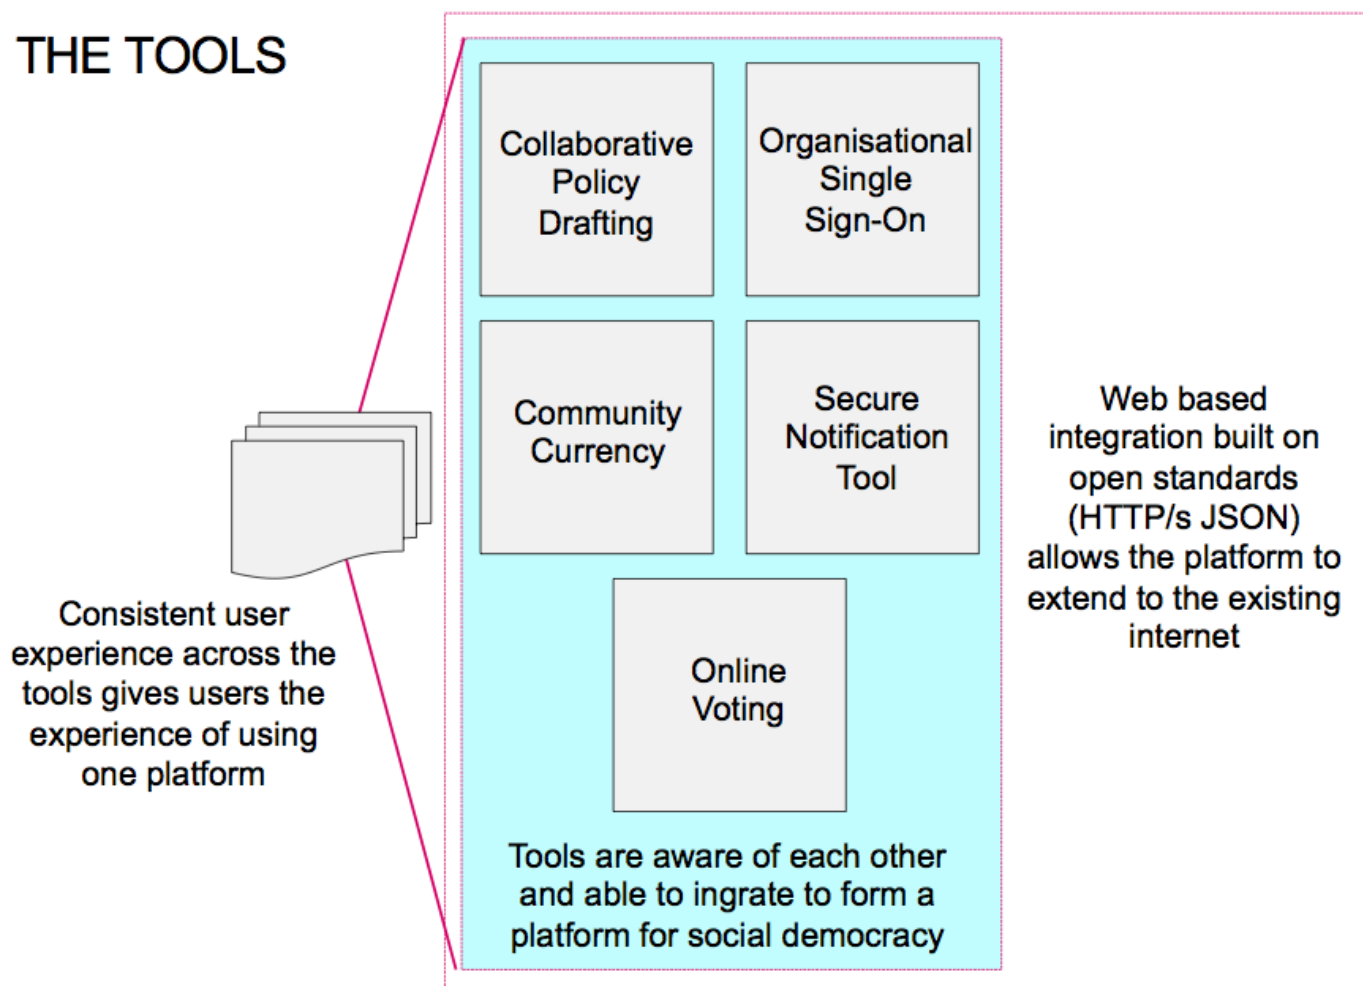 THE TOOLS
Collaborative
Policy
Drafting
Organisational
Single
Sign-On
Community
Currency
Secure
Notification
Tool
Online
Voting
Tools are aware of each other
and able to ingrate to form a
platform for social democracy
Consistent user
experience across the
tools gives users the
experience of using
one platform
Web based
integration built on
open standards
(HTTP/s JSON)
allows the platform to
extend to the existing
internet